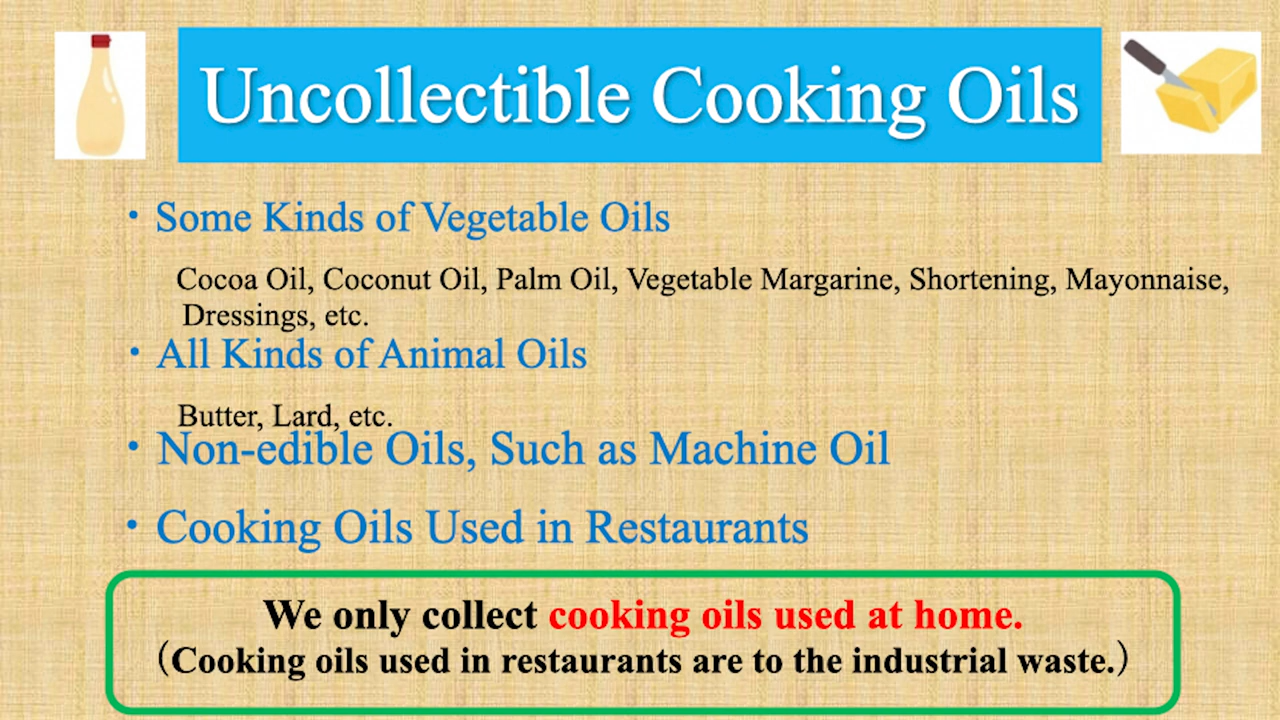 Uncollectible Cooking Oils
・Some Kinds of Vegetable Oils
Cocoa Oil, Coconut Oil, Palm Oil, Vegetable Margarine, Shortening, Mayonnaise,
Dressings, etc.
・All Kinds of Animal Oils
Butter, Lard, etc.
・Non-edible Oils, Such as Machine Oil
・Cooking Oils Used in Restaurants
We only collect cooking oils used at home.
（Cooking oils used in restaurants are to the industrial waste.）